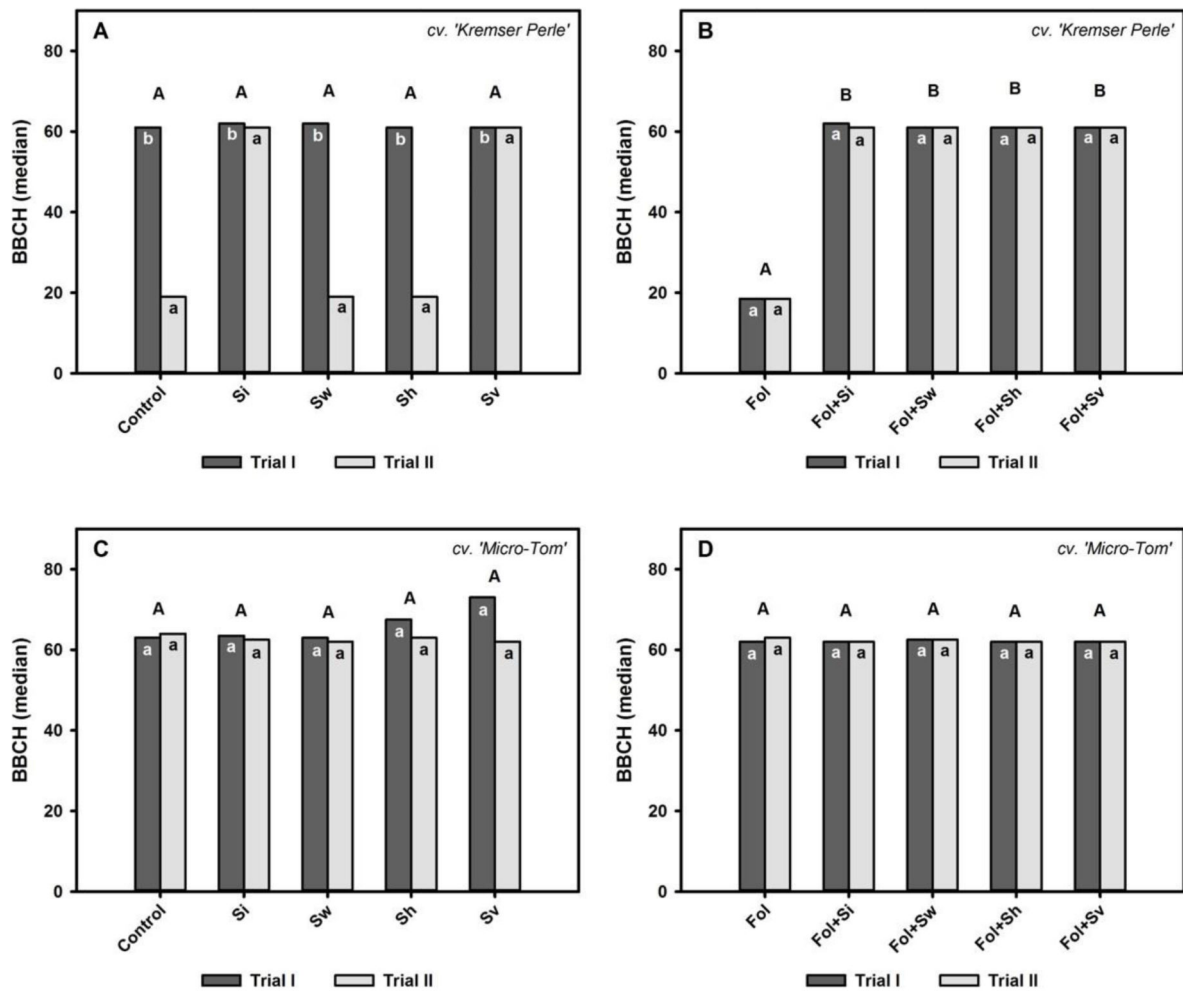 A
cv. 'Kremser Perle'
80
60
40
20
0
BBCH (median)
A A A A A
b b b b b
a a a a a
Control Si Sw Sh Sv
Trial I Trial II
B
cv. 'Kremser Perle'
80
60
40
20
0
BBCH (median)
A B B B B
a a a a a a a a a a
Fol Fol+Si Fol+Sw Fol+Sh Fol+Sv
Trial I Trial II
C
cv. 'Micro-Tom'
80
60
40
20
0
BBCH (median)
A A A A A
a a a a a a a a a a
Control Si Sw Sh Sv
Trial I Trial II
D
cv. 'Micro-Tom'
80
60
40
20
0
BBCH (median)
A A A A A
a a a a a a a a a a
Fol Fol+Si Fol+Sw Fol+Sh Fol+Sv
Trial I Trial II